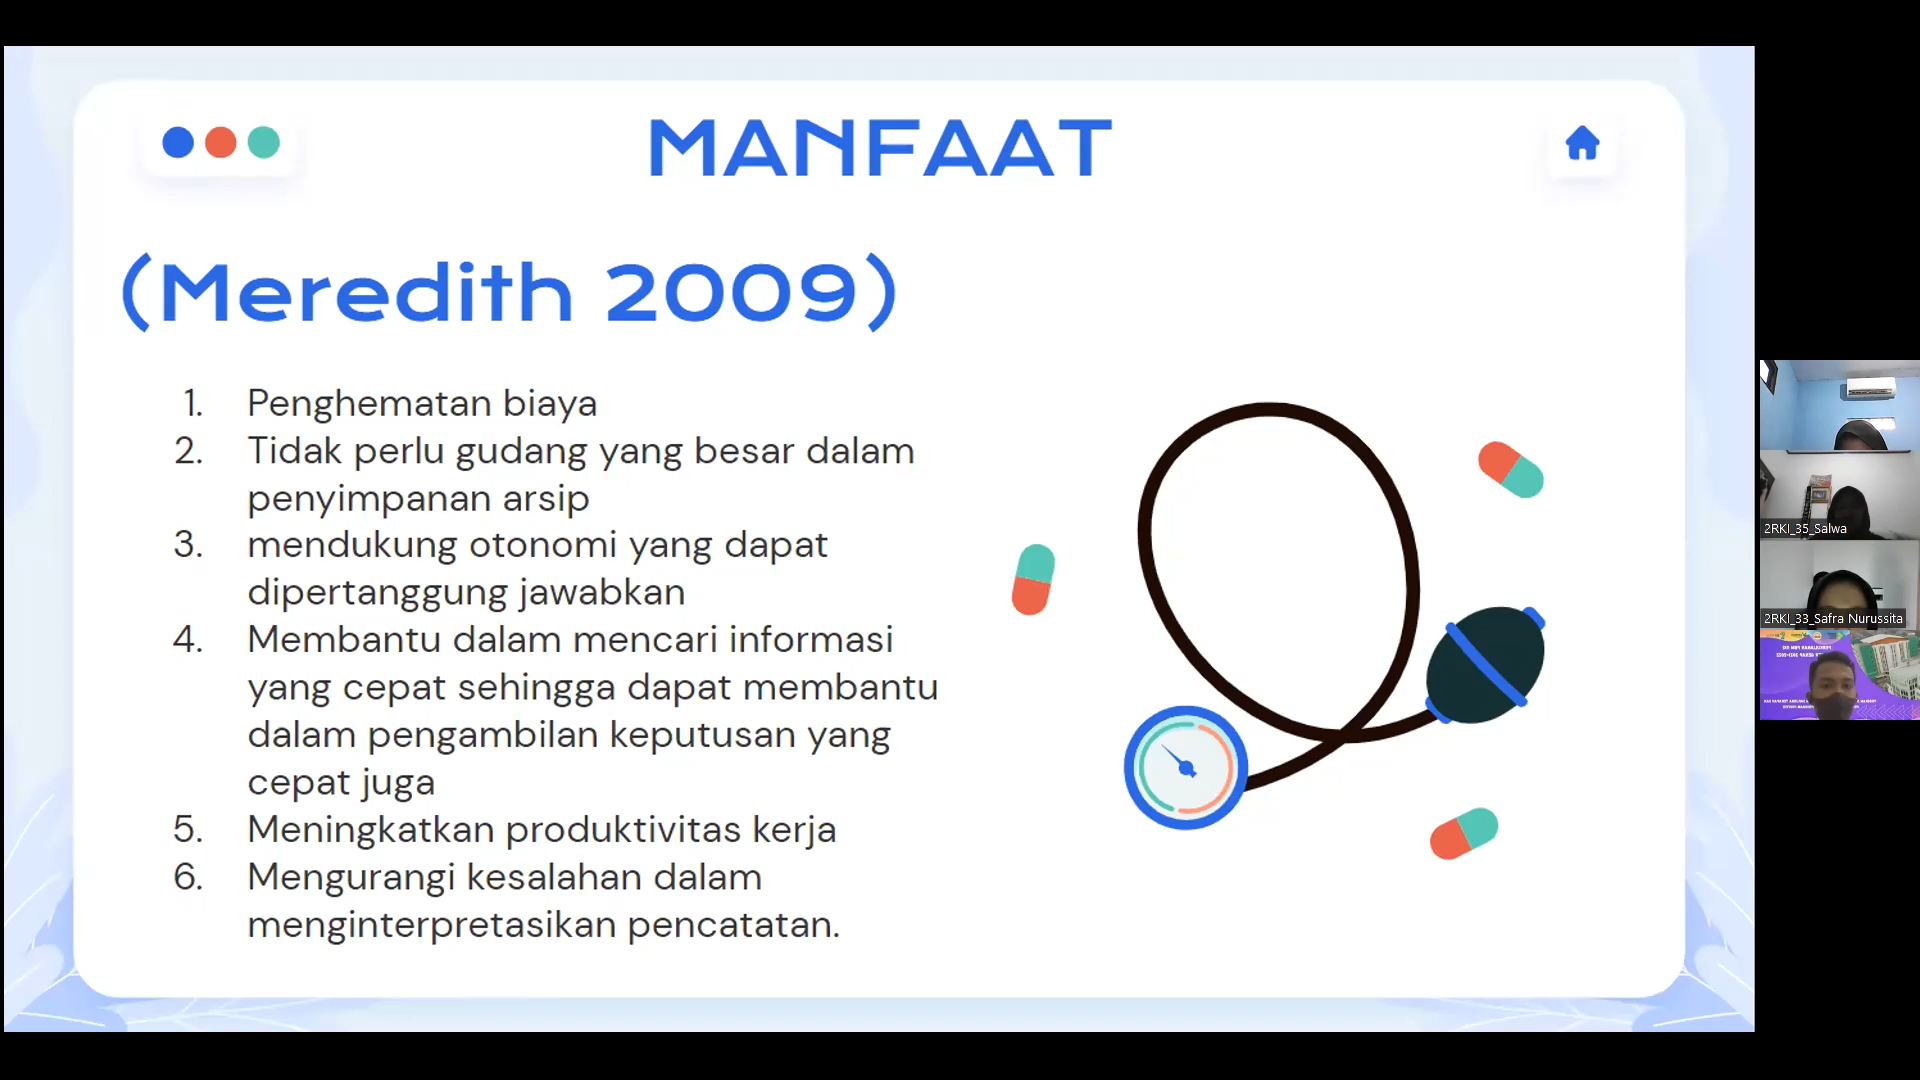 MANFAAT
(Meredith 2009)
1. Penghematan biaya
2. Tidak perlu gudang yang besar dalam
penyimpanan arsip
3. mendukung otonomi yang dapat
dipertanggung jawabkan
4. Membantu dalam mencari informasi
yang cepat sehingga dapat membantu
dalam pengambilan keputusan yang
cepat juga
5. Meningkatkan produktivitas kerja
6. Mengurangi kesalahan dalam
menginterpretasikan pencatatan.
2RKI_35_Salwa
2RKI_33_Safra Nurussita